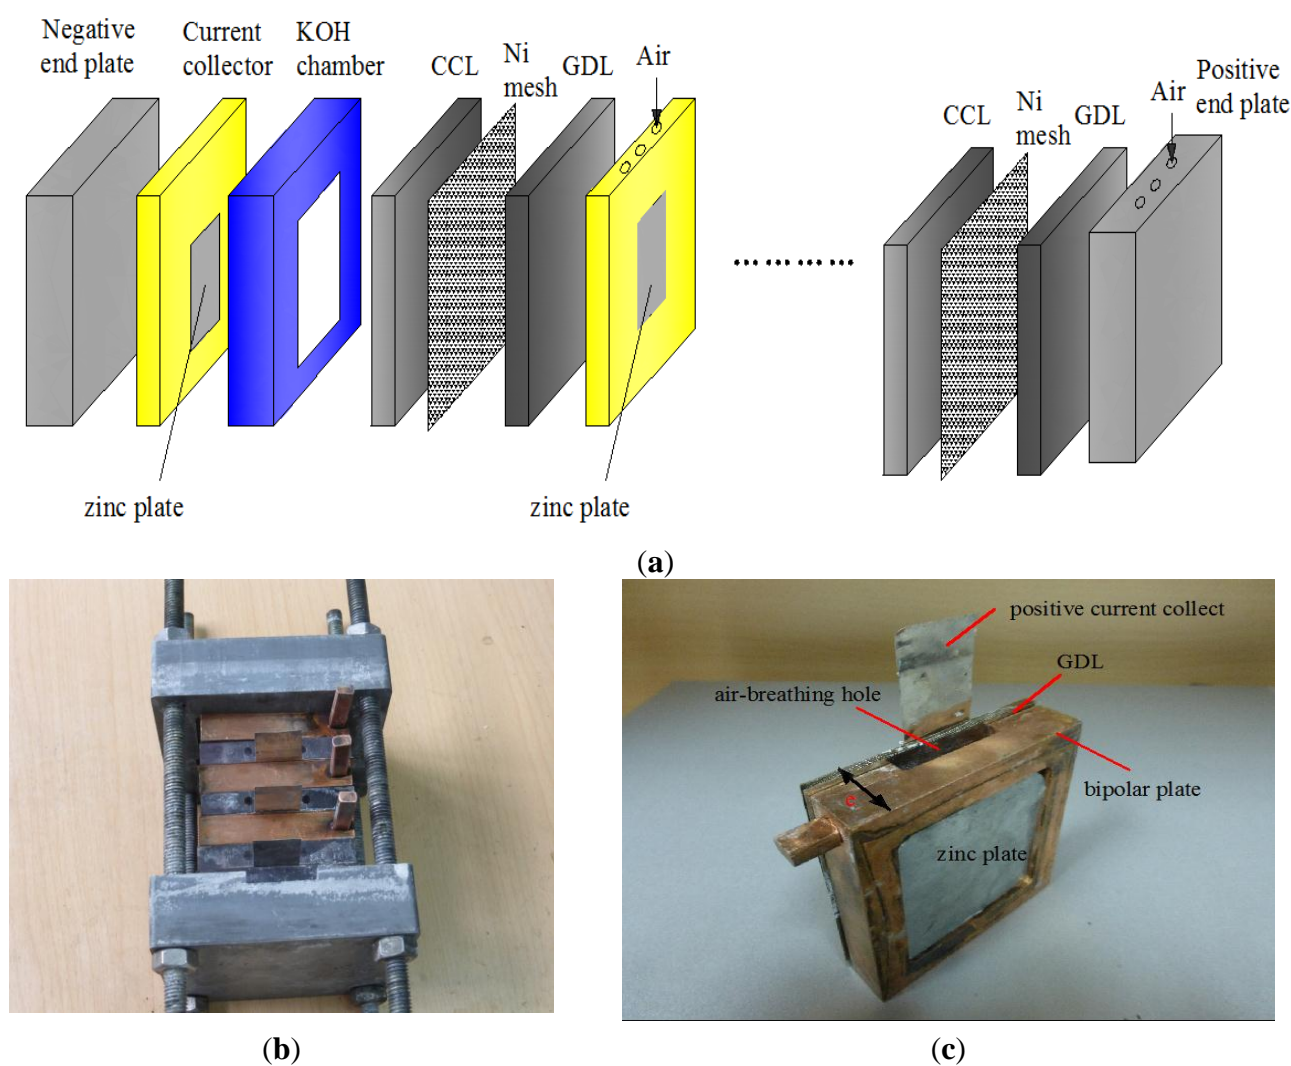 Negative
end plate
Current
collector
KOH
chamber
CCL
Ni
mesh
GDL
Air
CCL
Ni
mesh
GDL
Air
Positive
end plate
zinc plate
zinc plate
(a)
positive current collect
GDL
air-breathing hole
bipolar plate
e
zinc plate
(b)
(c)